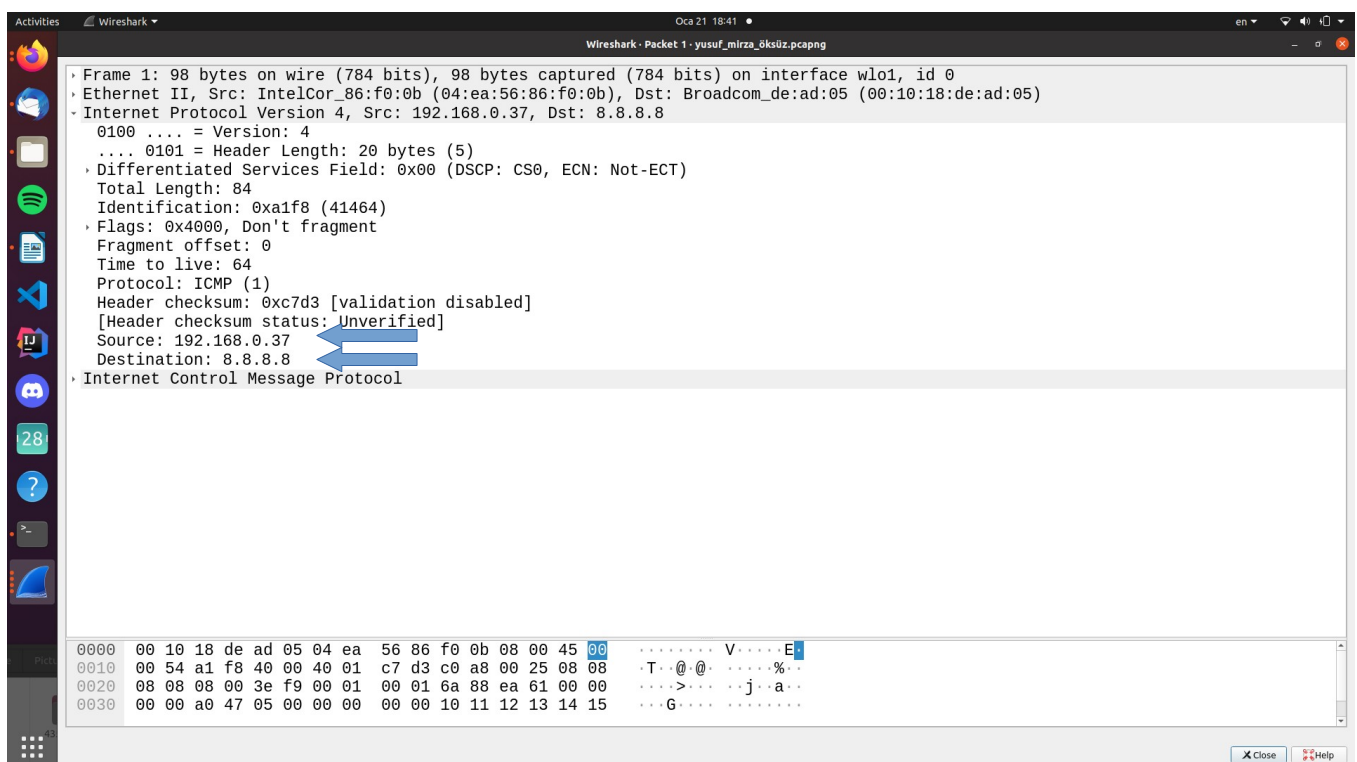 Activities Wireshark Oca 21 18:41 en
Wireshark · Packet 1 · yusuf_mirza_öksüz.pcapng
Frame 1: 98 bytes on wire (784 bits), 98 bytes captured (784 bits) on interface wlo1, id 0
Ethernet II, Src: IntelCor_86:f0:0b (04:ea:56:86:f0:0b), Dst: Broadcom_de:ad:05 (00:10:18:de:ad:05)
Internet Protocol Version 4, Src: 192.168.0.37, Dst: 8.8.8.8
0100 .... = Version: 4
.... 0101 = Header Length: 20 bytes (5)
Differentiated Services Field: 0x00 (DSCP: CS0, ECN: Not-ECT)
Total Length: 84
Identification: 0xa1f8 (41464)
Flags: 0x4000, Don't fragment
Fragment offset: 0
Time to live: 64
Protocol: ICMP (1)
Header checksum: 0xc7d3 [validation disabled]
[Header checksum status: Unverified]
Source: 192.168.0.37
Destination: 8.8.8.8
Internet Control Message Protocol
IJ
28
?
>_
0000 00 10 18 de ad 05 04 ea 56 86 f0 0b 08 00 45 00 ········ V·····E·
0010 00 54 a1 f8 40 00 40 01 c7 d3 c0 a8 00 25 08 08 ·T··@·@· ·····%··
0020 08 08 08 00 3e f9 00 01 00 01 6a 88 ea 61 00 00 ····>··· ··j··a··
0030 00 00 a0 47 05 00 00 00 00 00 10 11 12 13 14 15 ···G···· ········
Close Help